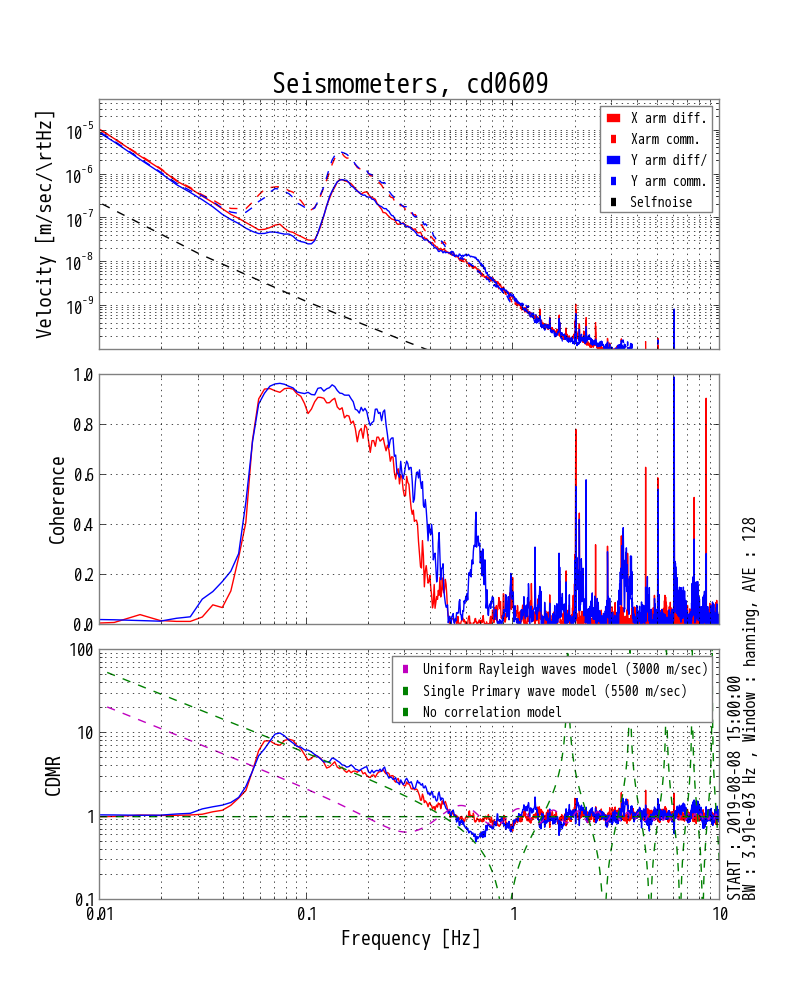 Seismometers, cd0609
Velocity [m/sec/\rtHz]
10^-5
10^-6
10^-7
10^-8
10^-9
X arm diff.
Xarm comm.
Y arm diff/
Y arm comm.
Selfnoise
Coherence
1.0
0.8
0.6
0.4
0.2
0.0
CDMR
100
10
1
0.1
Uniform Rayleigh waves model (3000 m/sec)
Single Primary wave model (5500 m/sec)
No correlation model
0.01
0.1
1
10
Frequency [Hz]
START : 2019-08-08 15:00:00
BW : 3.91e-03 Hz , Window : hanning, AVE : 128